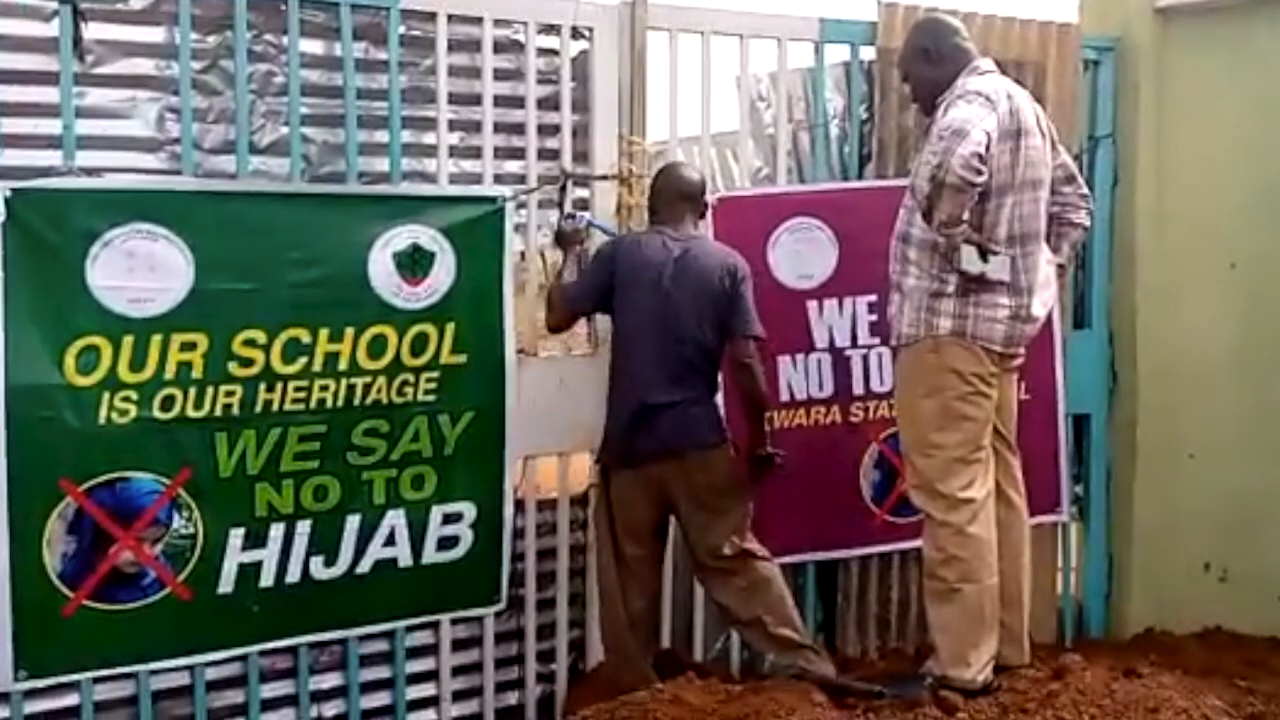 OUR SCHOOL
IS OUR HERITAGE
WE SAY
NO TO
HIJAB
WE
NO TO
KWARA STA
L